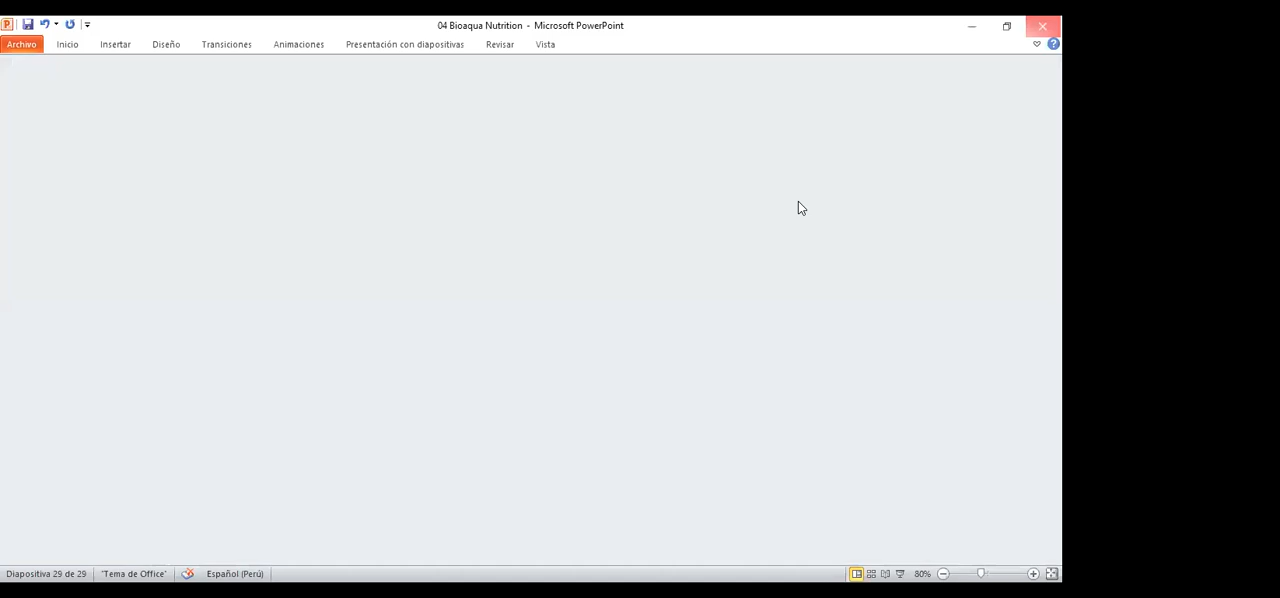 04 Bioaqua Nutrition - Microsoft PowerPoint
Archivo Inicio Insertar Diseño Transiciones Animaciones Presentación con diapositivas Revisar Vista
Diapositiva 29 de 29 "Tema de Office" Español (Perú) 80%